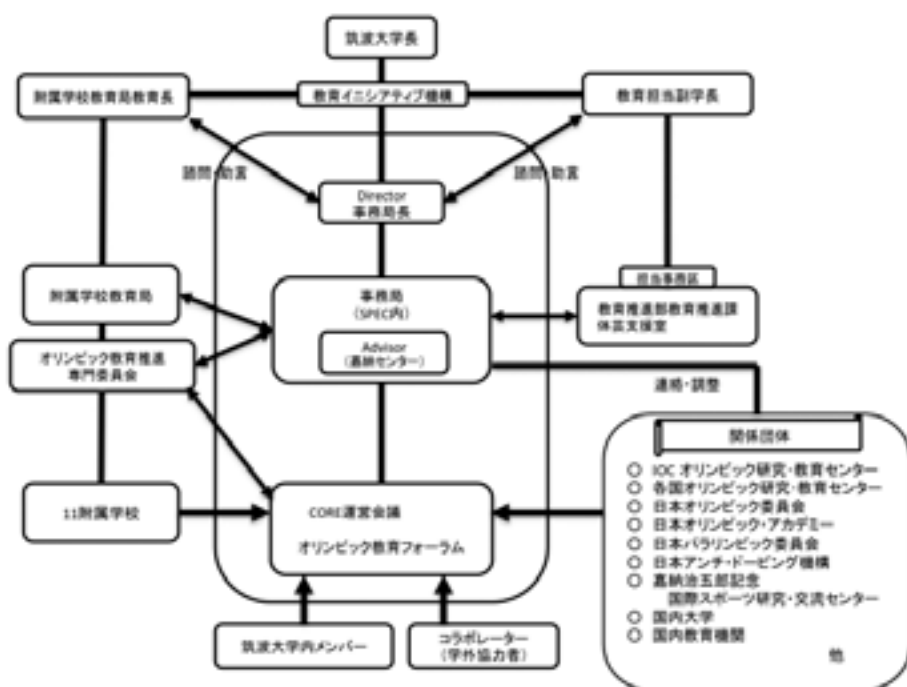 筑波大学長
附属学校教育局教育長
教育イニシアティブ機構
教育担当副学長
諮問・助言
諮問・助言
Director
事務局長
附属学校教育局
事務局
(SPEC内)
Advisor
(嘉納センター)
担当事務区
教育推進部教育推進課
体芸支援室
オリンピック教育推進
専門委員会
連絡・調整
関係団体
○ IOC オリンピック研究・教育センター
○ 各国オリンピック研究・教育センター
○ 日本オリンピック委員会
○ 日本オリンピック・アカデミー
○ 日本パラリンピック委員会
○ 日本アンチ・ドーピング機構
○ 嘉納治五郎記念
国際スポーツ研究・交流センター
○ 国内大学
○ 国内教育機関
他
11附属学校
CORE運営会議
オリンピック教育フォーラム
筑波大学内メンバー
コラボレーター
(学外協力者)